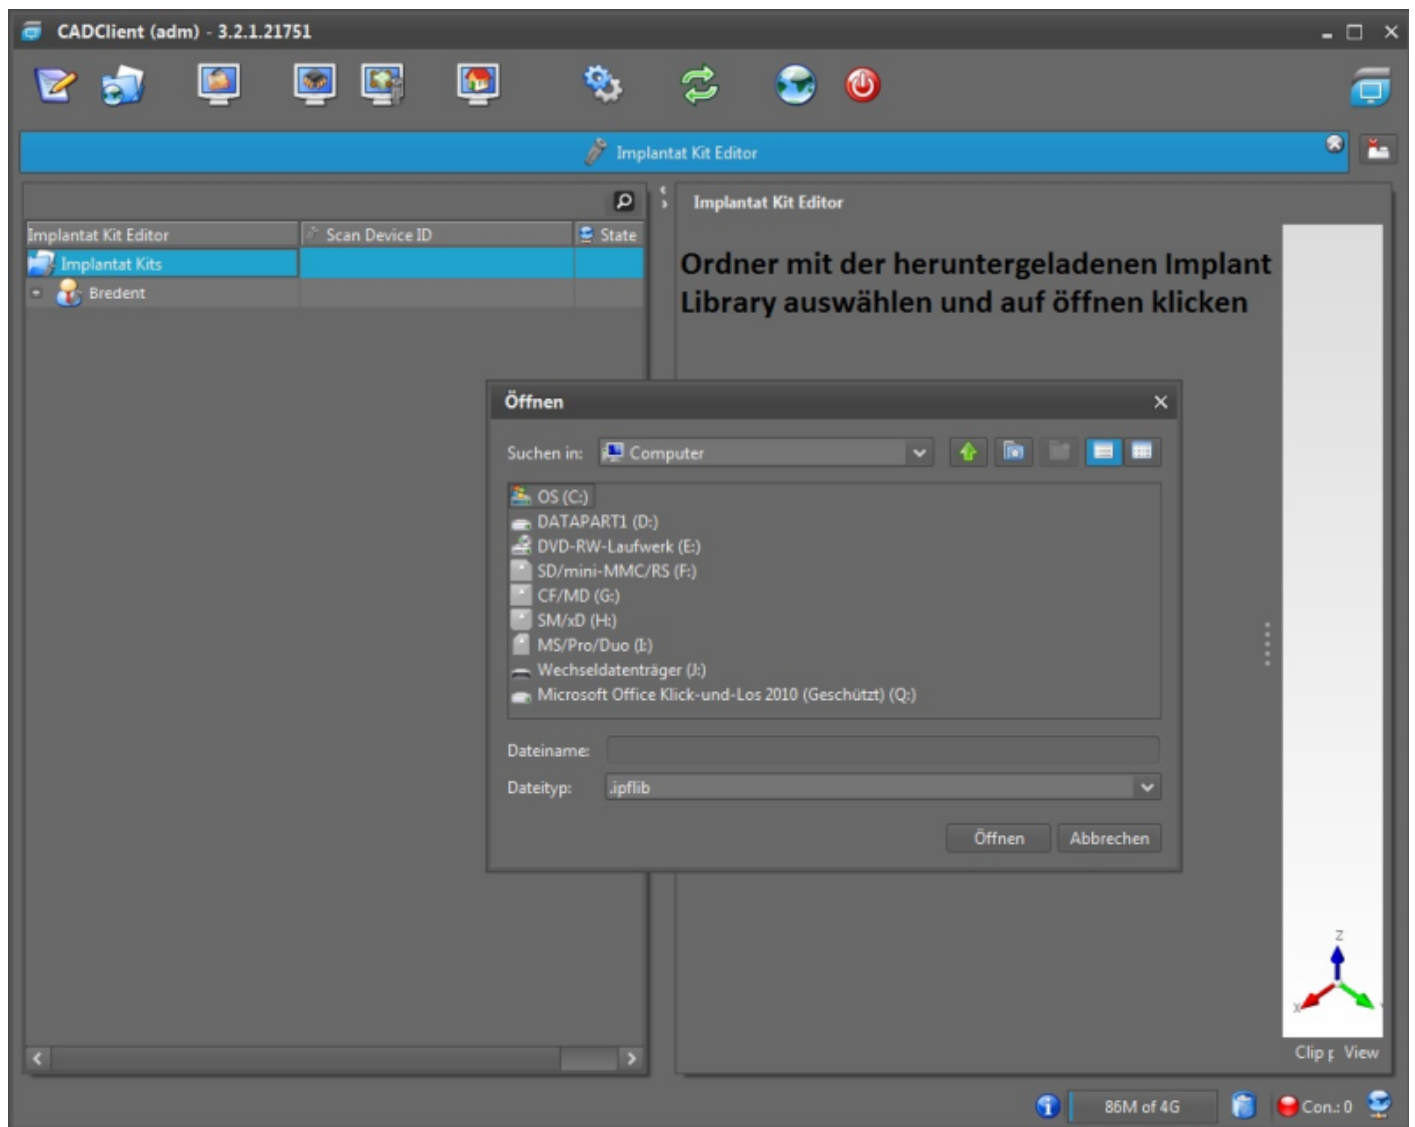 CADClient (adm) - 3.2.1.21751
Implantat Kit Editor
Implantat Kit Editor
Implantat Kit Editor
Scan Device ID
State
Implantat Kits
Bredent
Ordner mit der heruntergeladenen Implant
Library auswählen und auf öffnen klicken
Öffnen
Suchen in:
Computer
OS (C:)
DATAPART1 (D:)
DVD-RW-Laufwerk (E:)
SD/mini-MMC/RS (F:)
CF/MD (G:)
SM/xD (H:)
MS/Pro/Duo (I:)
Wechseldatenträger (J:)
Microsoft Office Klick-und-Los 2010 (Geschützt) (Q:)
Dateiname:
Dateityp:
.ipflib
Öffnen
Abbrechen
Z
X
Clip
View
86M of 4G
Con.: 0